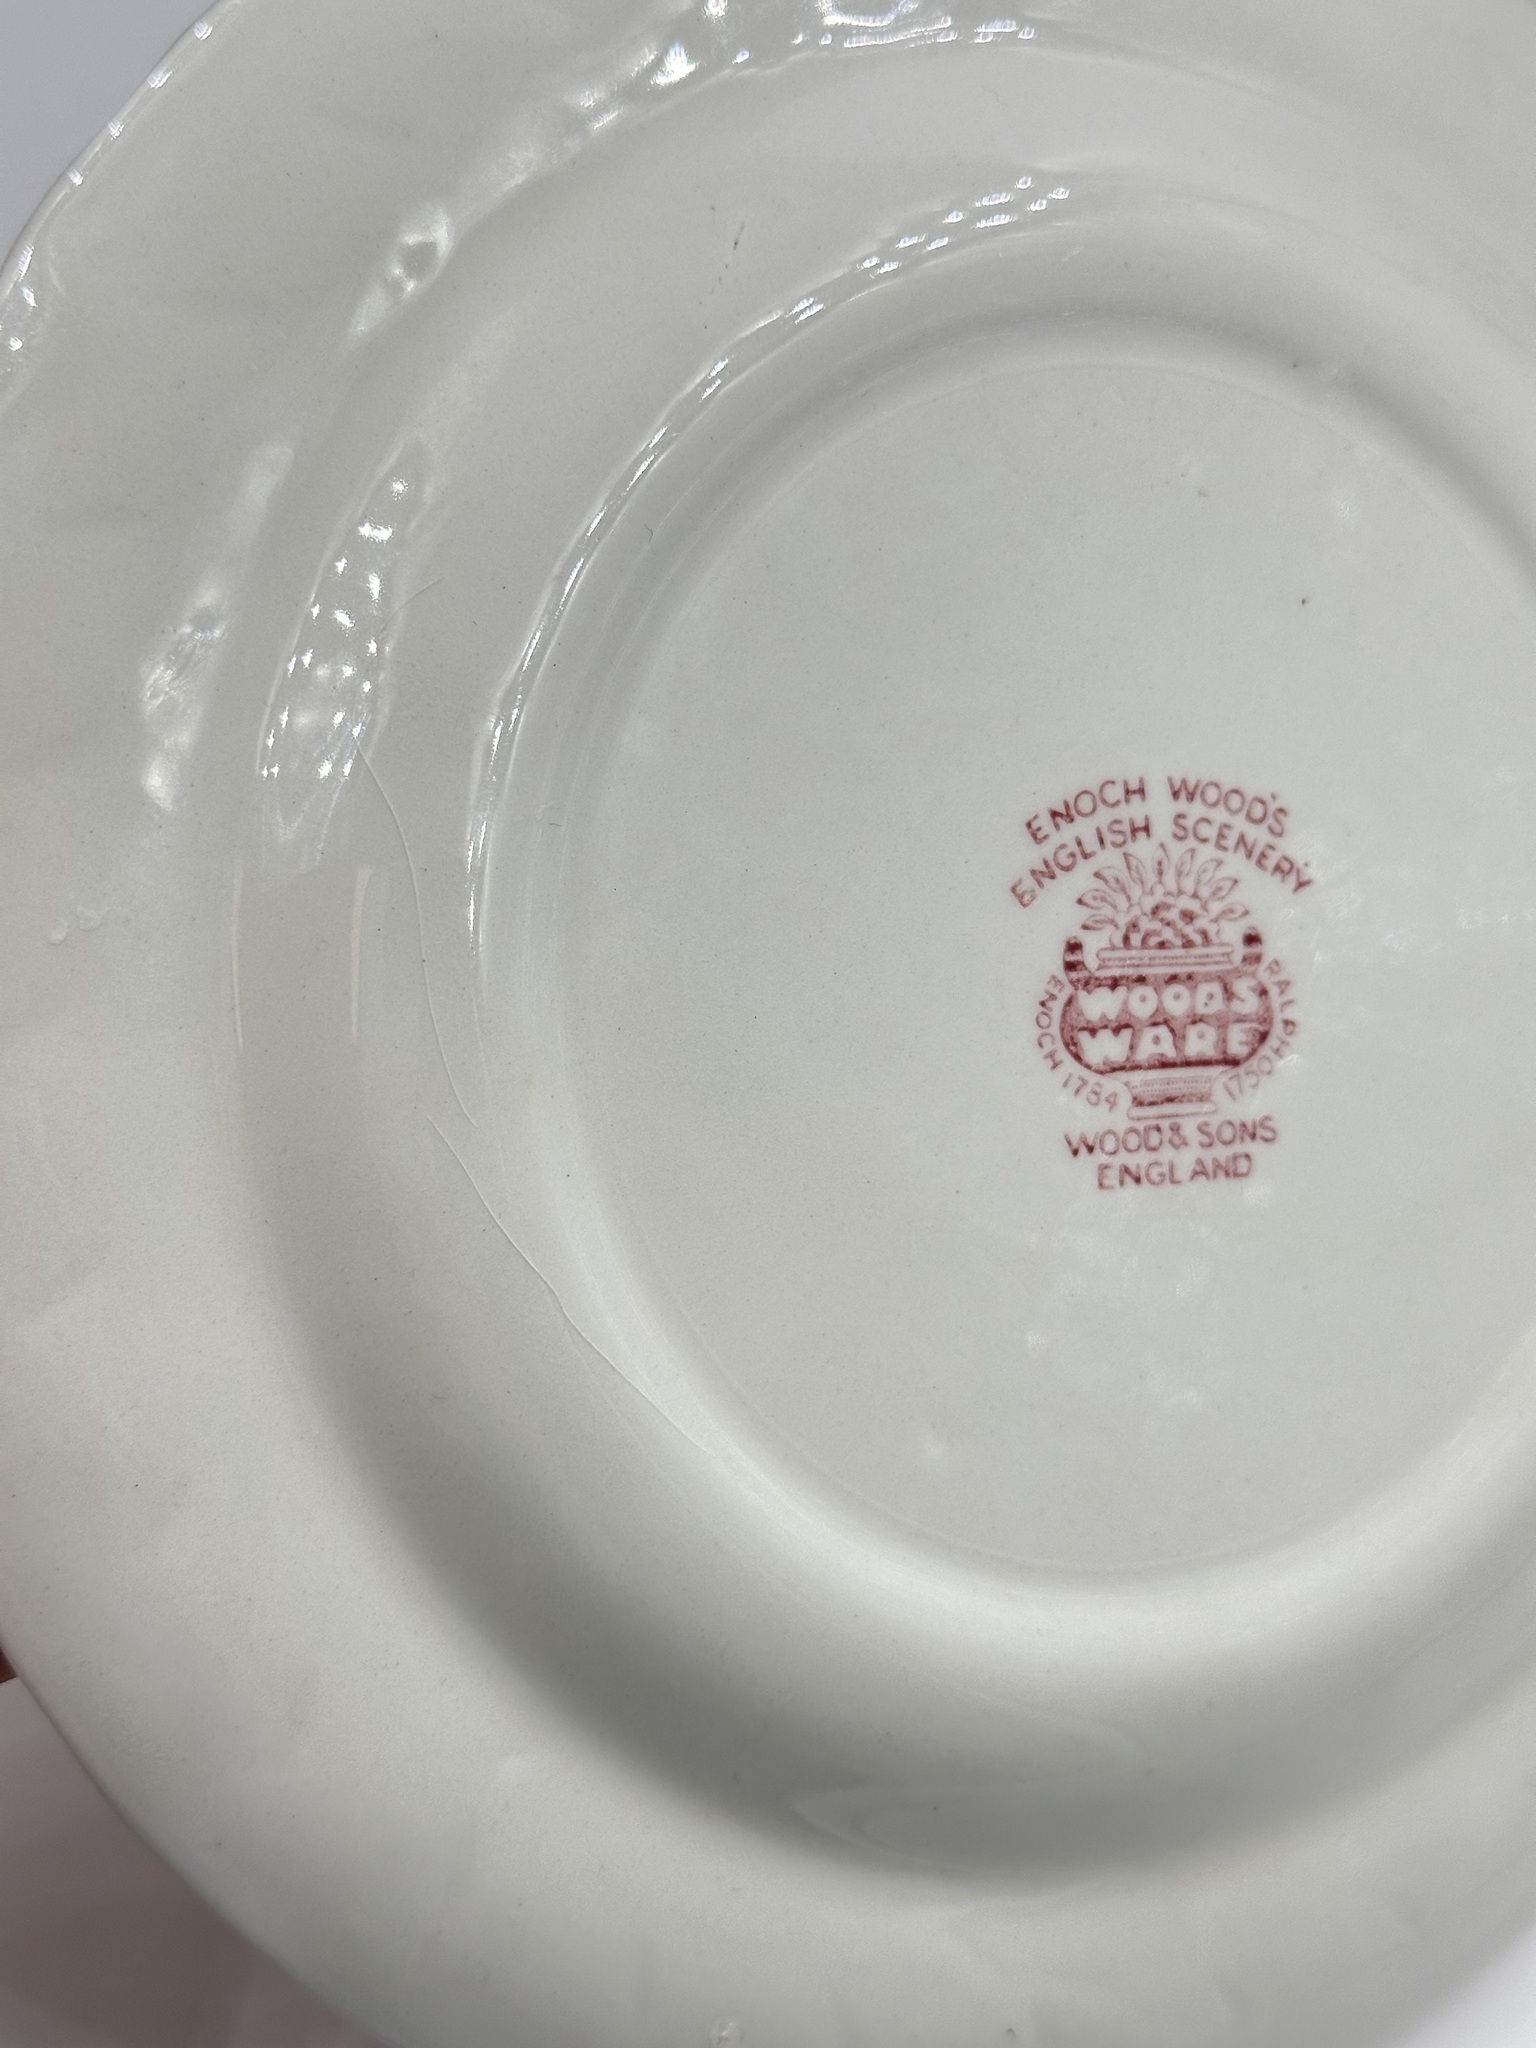 ENOCH WOOD'S
ENGLISH SCENERY
WOODS
WARE
ENOCH 1784
RALPH 1750
WOOD & SONS
ENGLAND